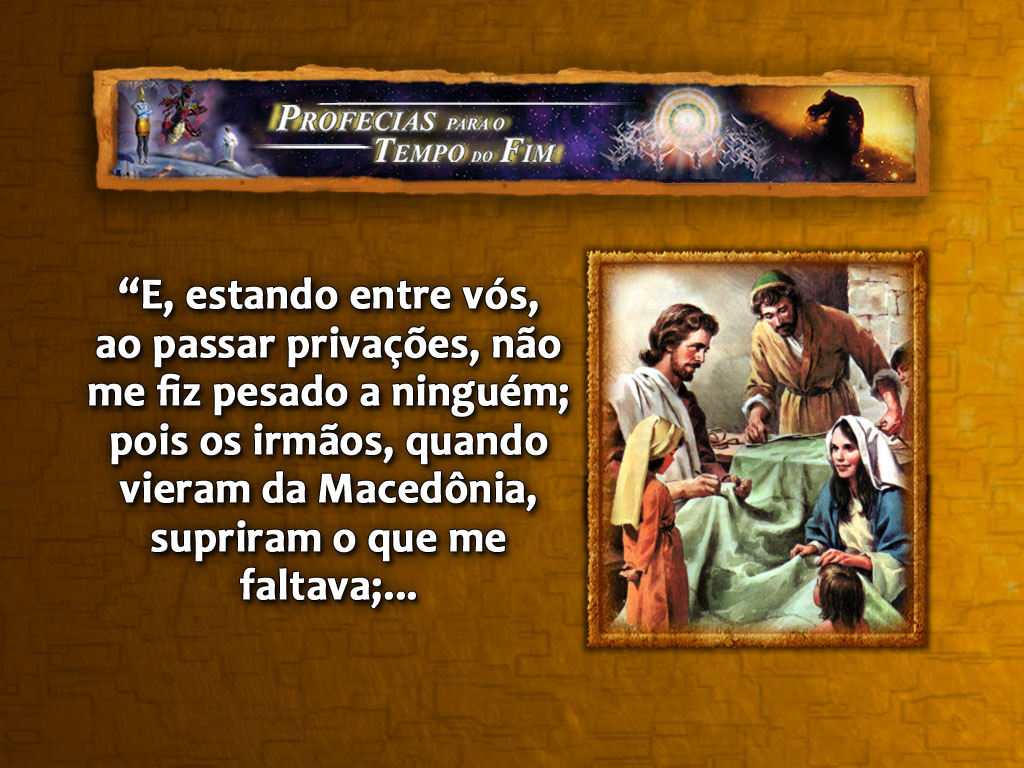 PROFECIAS PARA O
TEMPO DO FIM
“E, estando entre vós,
ao passar privações, não
me fiz pesado a ninguém;
pois os irmãos, quando
vieram da Macedônia,
supriram o que me
faltava;...